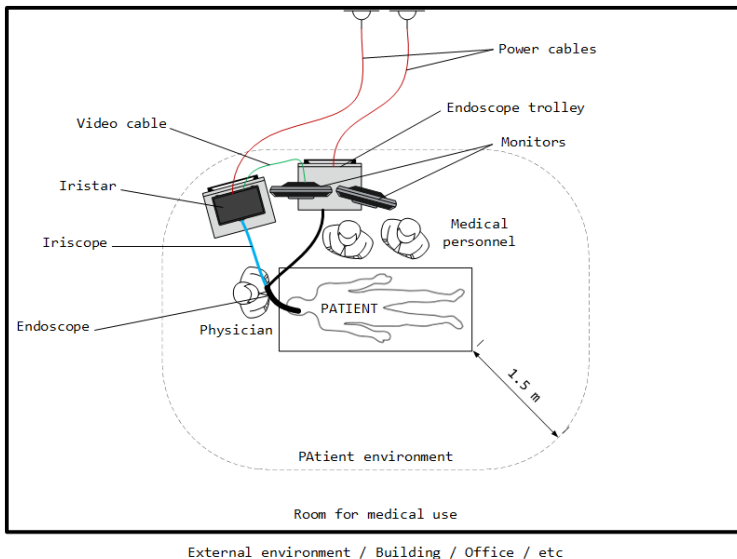 Power cables
Endoscope trolley
Video cable
Monitors
Iristar
Medical
personnel
Iriscope
PATIENT
Endoscope
Physician
1.5 m
PAtient environment
Room for medical use
External environment / Building / Office / etc